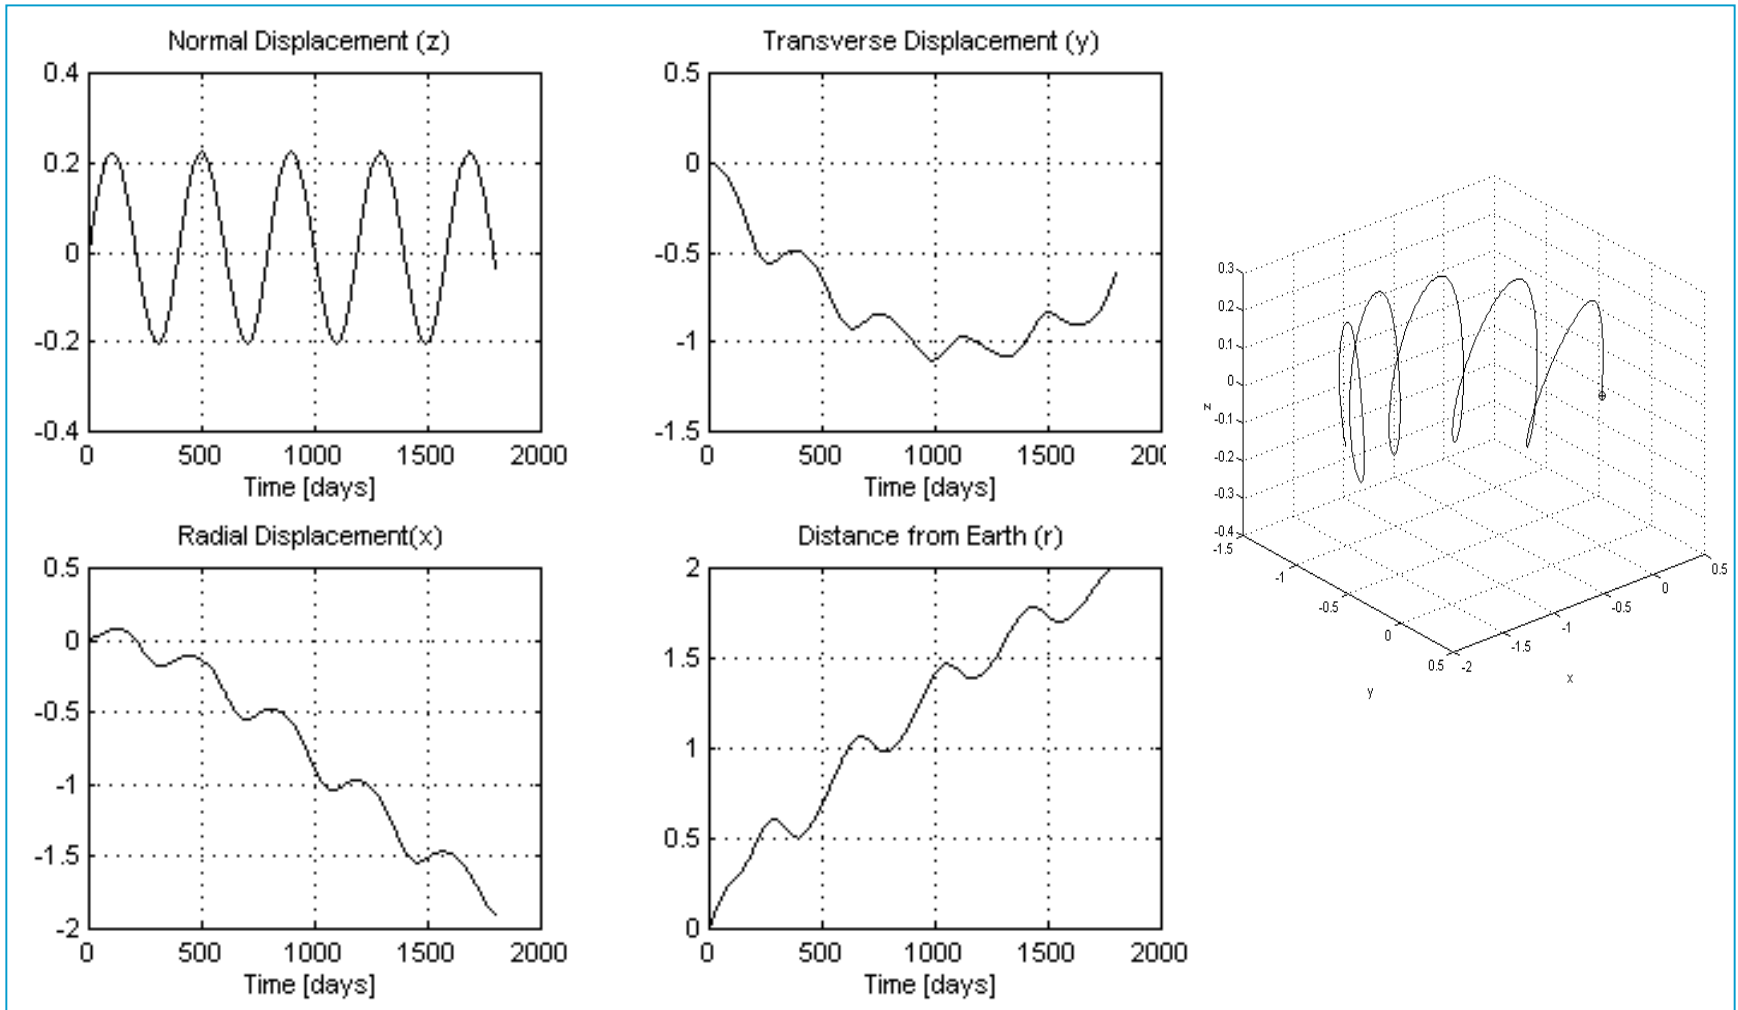 Normal Displacement (z)
0.4
0.2
0
-0.2
-0.4
0 500 1000 1500 2000
Time [days]
Transverse Displacement (y)
0.5
0
-0.5
-1
-1.5
0 500 1000 1500 200
Time [days]
Radial Displacement(x)
0.5
0
-0.5
-1
-1.5
-2
0 500 1000 1500 2000
Time [days]
Distance from Earth (r)
2
1.5
1
0.5
0
0 500 1000 1500 2000
Time [days]
0.3
0.2
0.1
0
-0.1
-0.2
-0.3
-0.4
z
-1.5
-1
-0.5
0
0.5
y
-2
-1.5
-1
-0.5
0
0.5
x